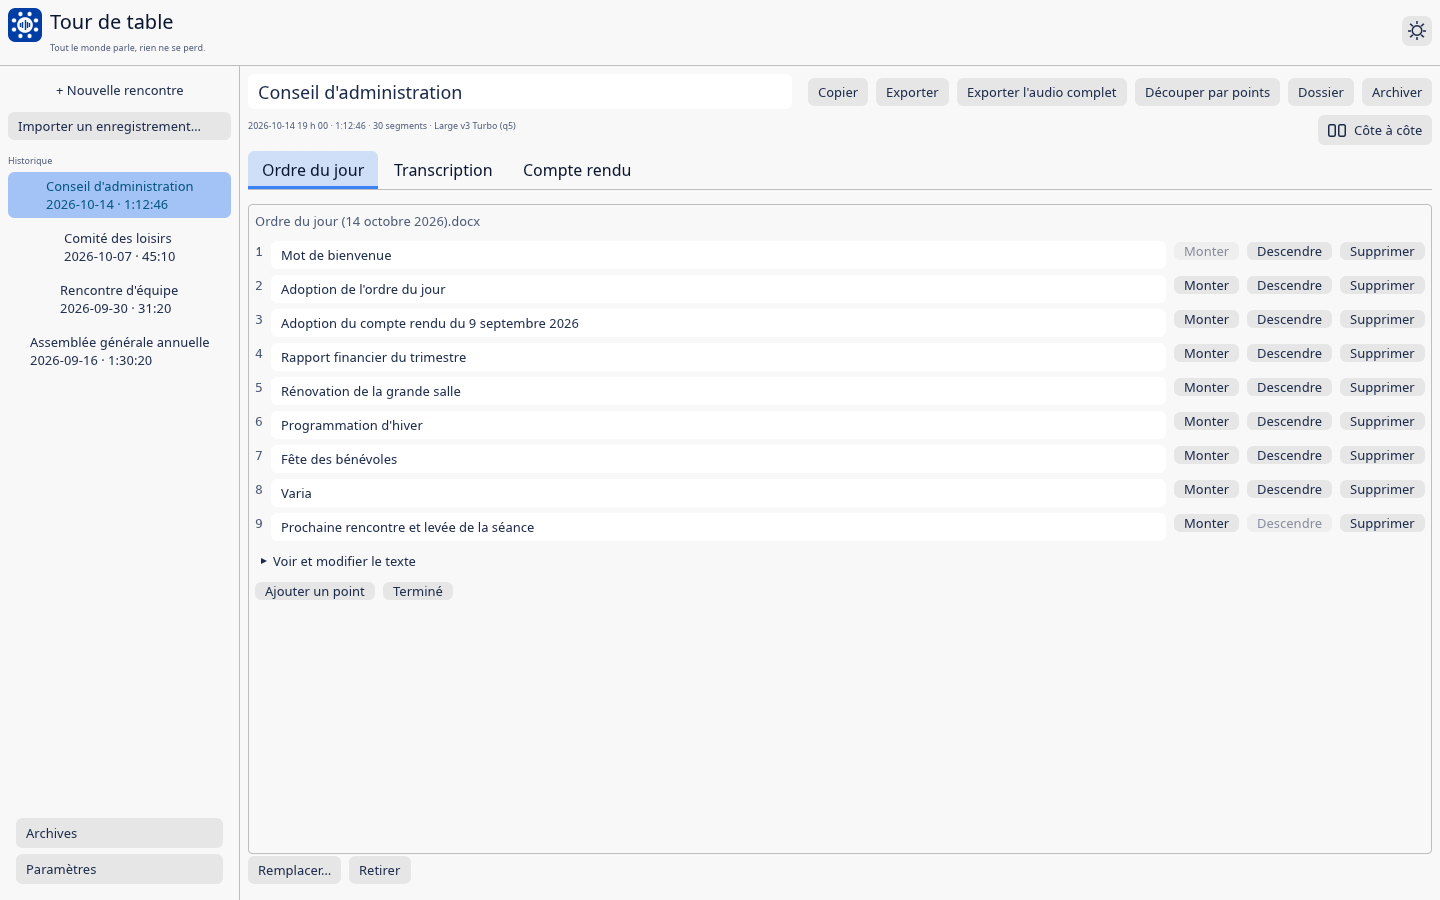 Tour de table
Tout le monde parle, rien ne se perd.
+ Nouvelle rencontre
Importer un enregistrement...
Historique
Conseil d'administration
2026-10-14 · 1:12:46
Comité des loisirs
2026-10-07 · 45:10
Rencontre d'équipe
2026-09-30 · 31:20
Assemblée générale annuelle
2026-09-16 · 1:30:20
Archives
Paramètres
Conseil d'administration
Copier Exporter Exporter l'audio complet Découper par points Dossier Archiver
2026-10-14 19 h 00 · 1:12:46 · 30 segments · Large v3 Turbo (q5)
Côte à côte
Ordre du jour Transcription Compte rendu
Ordre du jour (14 octobre 2026).docx
1 Mot de bienvenue Monter Descendre Supprimer
2 Adoption de l'ordre du jour Monter Descendre Supprimer
3 Adoption du compte rendu du 9 septembre 2026 Monter Descendre Supprimer
4 Rapport financier du trimestre Monter Descendre Supprimer
5 Rénovation de la grande salle Monter Descendre Supprimer
6 Programmation d'hiver Monter Descendre Supprimer
7 Fête des bénévoles Monter Descendre Supprimer
8 Varia Monter Descendre Supprimer
9 Prochaine rencontre et levée de la séance Monter Descendre Supprimer
▸ Voir et modifier le texte
Ajouter un point Terminé
Remplacer... Retirer